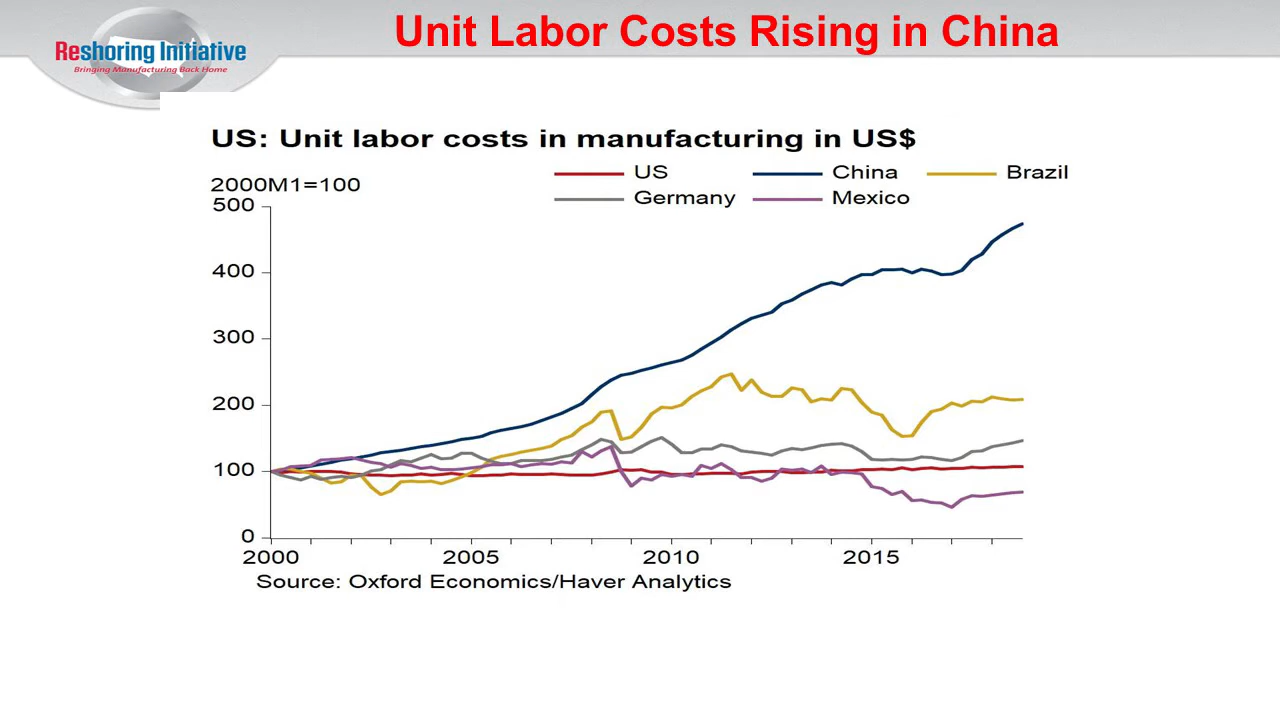 Unit Labor Costs Rising in China
Reshoring Initiative
Bringing Manufacturing Back Home
US: Unit labor costs in manufacturing in US$
2000M1=100
US China Brazil
Germany Mexico
500
400
300
200
100
0
2000 2005 2010 2015
Source: Oxford Economics/Haver Analytics